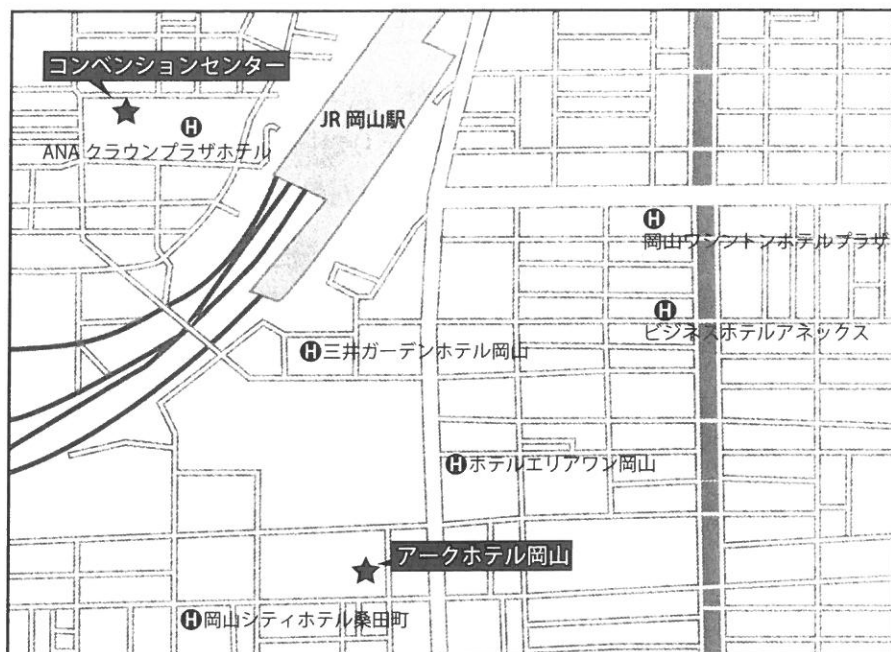 コンベンションセンター
JR 岡山駅
H
ANA クラウンプラザホテル
H
岡山ワシントンホテルプラザ
H
ビジネスホテルアネックス
H 三井ガーデンホテル岡山
H ホテルエリアワン岡山
アークホテル岡山
H 岡山シティホテル桑田町